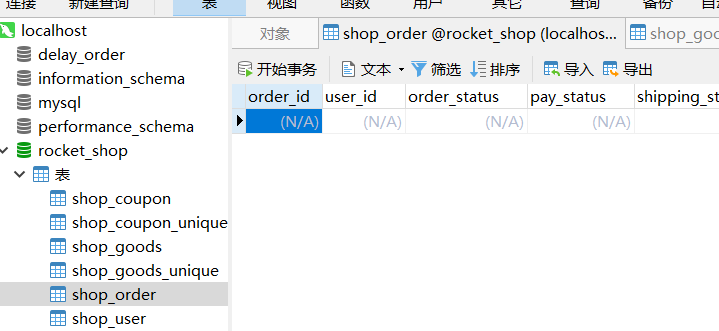 连接 新建查询 表 视图 函数 用户 其它 查询 备份 自动
localhost
delay_order
information_schema
mysql
performance_schema
rocket_shop
表
shop_coupon
shop_coupon_unique
shop_goods
shop_goods_unique
shop_order
shop_user
对象 shop_order @rocket_shop (localhos... shop_goo
开始事务 文本 筛选 排序 导入 导出
order_id user_id order_status pay_status shipping_st
(N/A) (N/A) (N/A) (N/A)